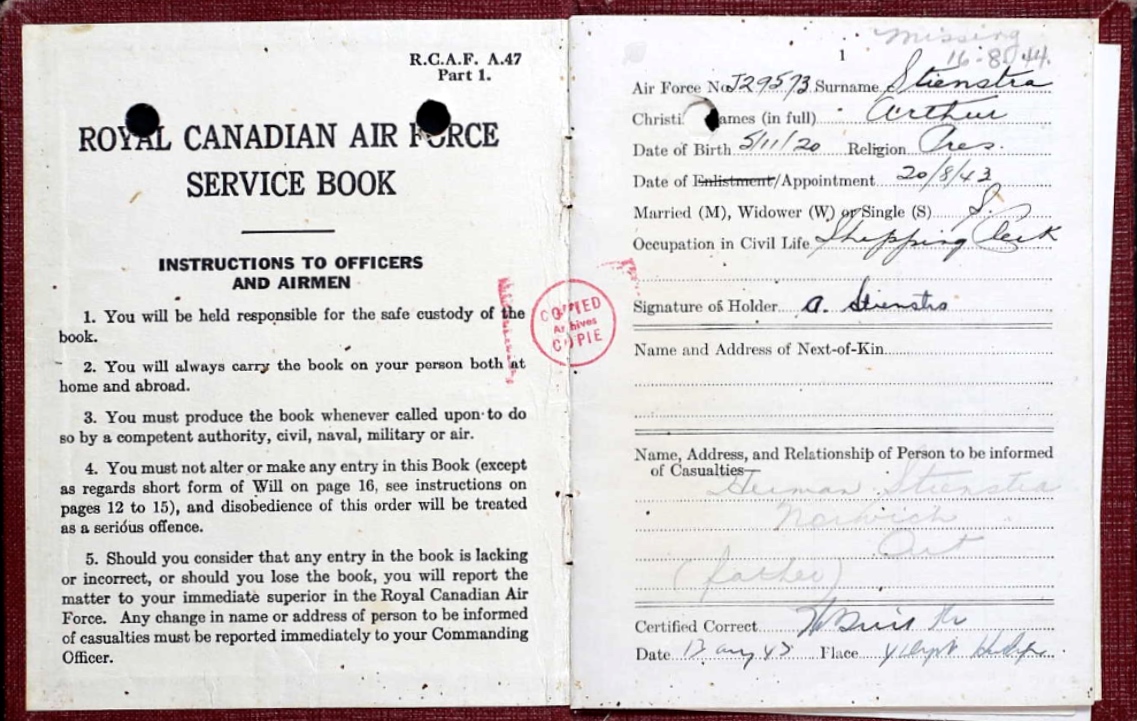 R.C.A.F. A.47
Part 1.
ROYAL CANADIAN AIR FORCE
SERVICE BOOK
INSTRUCTIONS TO OFFICERS
AND AIRMEN
1. You will be held responsible for the safe custody of the
book.
2. You will always carry the book on your person both at
home and abroad.
3. You must produce the book whenever called upon to do
so by a competent authority, civil, naval, military or air.
4. You must not alter or make any entry in this Book (except
as regards short form of Will on page 16, see instructions on
pages 12 to 15), and disobedience of this order will be treated
as a serious offence.
5. Should you consider that any entry in the book is lacking
or incorrect, or should you lose the book, you will report the
matter to your immediate superior in the Royal Canadian Air
Force. Any change in name or address of person to be informed
of casualties must be reported immediately to your Commanding
Officer.
COPIED
Archives
COPIE
Missing
16-8-44.
1
Air Force No. J29573 Surname Stienstra
Christi ames (in full) Arthur
Date of Birth 5/11/20 Religion Pres.
Date of Enlistment/Appointment 20/8/43
Married (M), Widower (W) or Single (S) S.
Occupation in Civil Life Shipping Clerk
Signature of Holder A. Stienstra
Name and Address of Next-of-Kin
Name, Address, and Relationship of Person to be informed
of Casualties
Herman Stienstra
Norwich
Ont
(father)
Certified Correct
Date Place